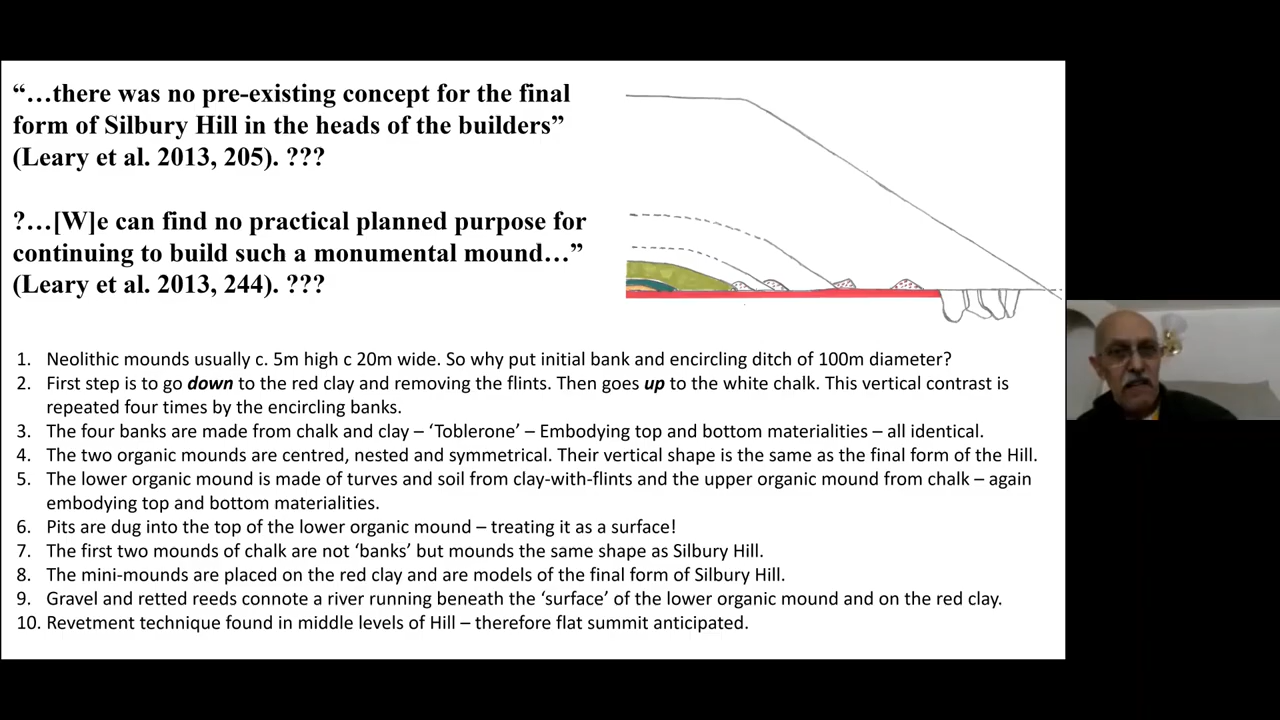 “…there was no pre-existing concept for the final
form of Silbury Hill in the heads of the builders”
(Leary et al. 2013, 205). ???
?…[W]e can find no practical planned purpose for
continuing to build such a monumental mound…”
(Leary et al. 2013, 244). ???
1. Neolithic mounds usually c. 5m high c 20m wide. So why put initial bank and encircling ditch of 100m diameter?
2. First step is to go down to the red clay and removing the flints. Then goes up to the white chalk. This vertical contrast is
repeated four times by the encircling banks.
3. The four banks are made from chalk and clay – ‘Toblerone’ – Embodying top and bottom materialities – all identical.
4. The two organic mounds are centred, nested and symmetrical. Their vertical shape is the same as the final form of the Hill.
5. The lower organic mound is made of turves and soil from clay-with-flints and the upper organic mound from chalk – again
embodying top and bottom materialities.
6. Pits are dug into the top of the lower organic mound – treating it as a surface!
7. The first two mounds of chalk are not ‘banks’ but mounds the same shape as Silbury Hill.
8. The mini-mounds are placed on the red clay and are models of the final form of Silbury Hill.
9. Gravel and retted reeds connote a river running beneath the ‘surface’ of the lower organic mound and on the red clay.
10. Revetment technique found in middle levels of Hill – therefore flat summit anticipated.